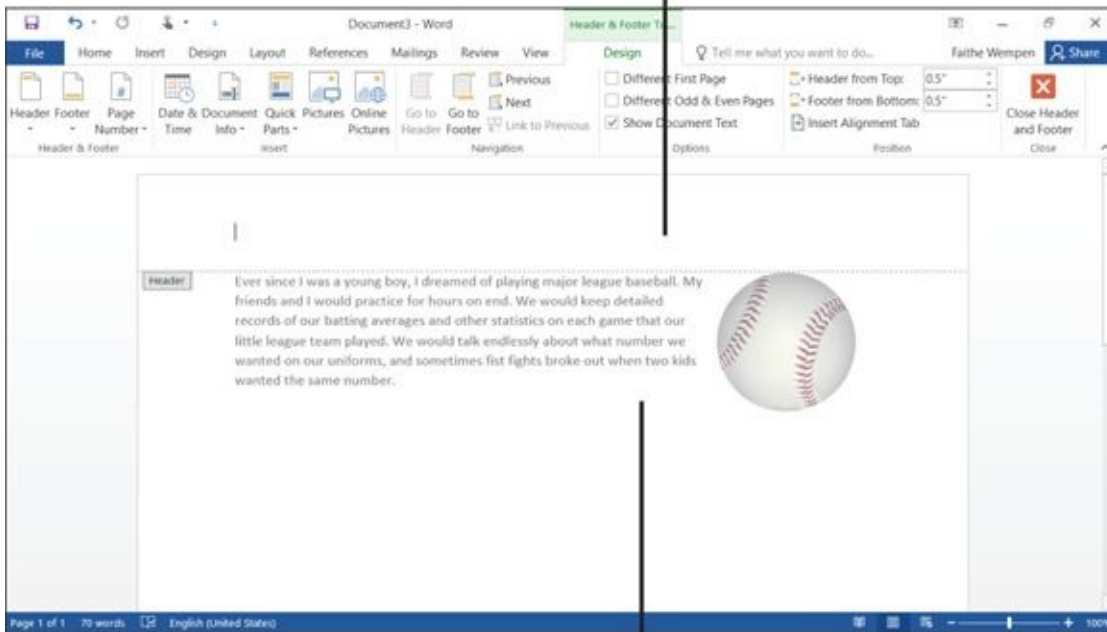 Document3 - Word
Header & Footer To...
File Home Insert Design Layout References Mailings Review View Design Tell me what you want to do... Faithe Wempen Share
Header Footer Page Number
Date & Time Document Info Quick Parts Pictures Online Pictures
Go to Header Go to Footer Previous
Next
Link to Previous
Different First Page
Different Odd & Even Pages
Show Document Text
Header from Top: 0.5"
Footer from Bottom: 0.5"
Insert Alignment Tab
Close Header and Footer
Header & Footer Insert Navigation Options Position Close
Header
Ever since I was a young boy, I dreamed of playing major league baseball. My
friends and I would practice for hours on end. We would keep detailed
records of our batting averages and other statistics on each game that our
little league team played. We would talk endlessly about what number we
wanted on our uniforms, and sometimes fist fights broke out when two kids
wanted the same number.
Page 1 of 1 70 words English (United States) 100%